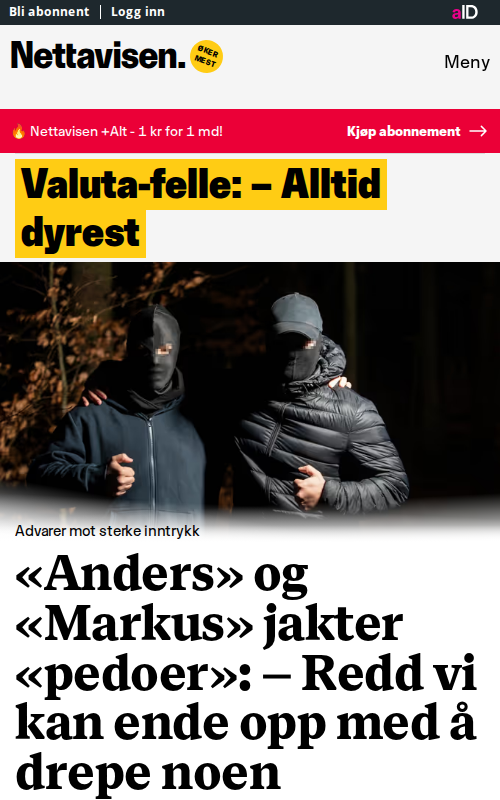 Bli abonnent | Logg inn
aID
Nettavisen.
ØKER
MEST
Meny
🔥 Nettavisen +Alt - 1 kr for 1 md!
Kjøp abonnement →
Valuta-felle: – Alltid
dyrest
Advarer mot sterke inntrykk
«Anders» og
«Markus» jakter
«pedoer»: – Redd vi
kan ende opp med å
drepe noen